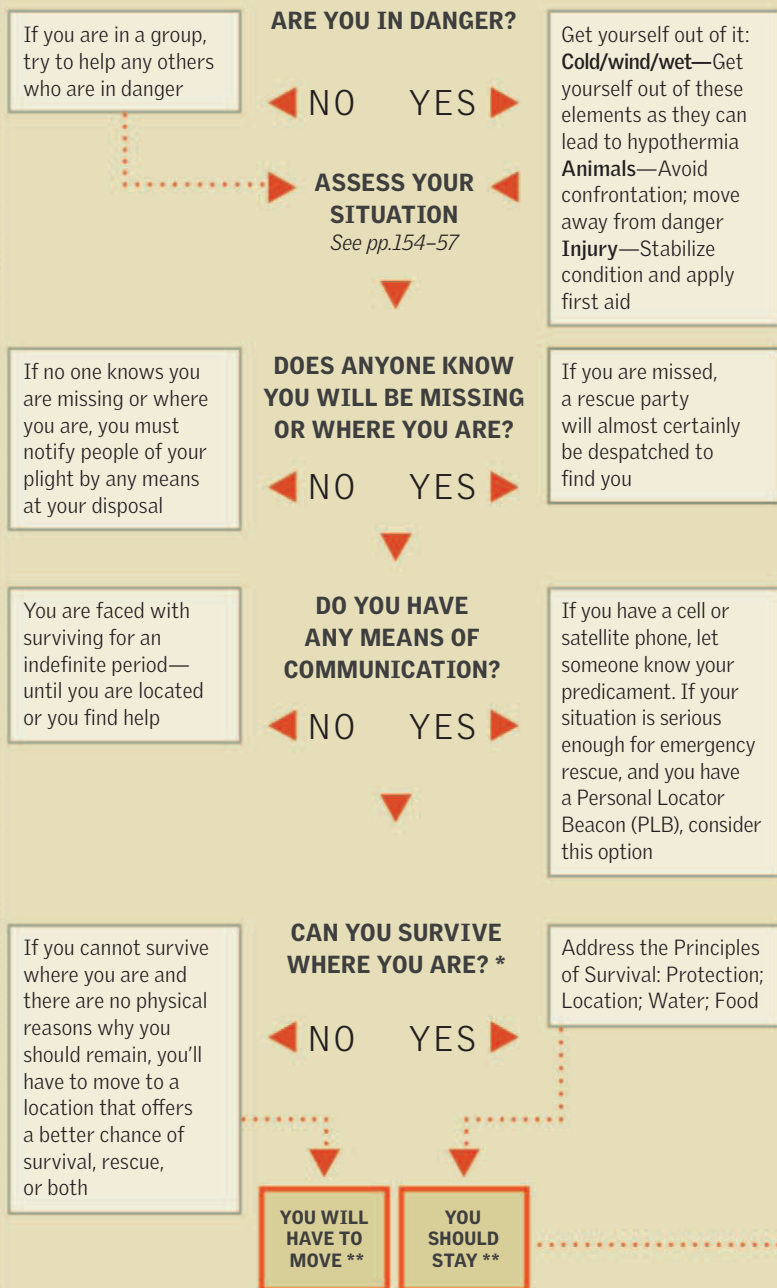 ARE YOU IN DANGER?
If you are in a group,
try to help any others
who are in danger
NO YES
Get yourself out of it:
Cold/wind/wet—Get
yourself out of these
elements as they can
lead to hypothermia
Animals—Avoid
confrontation; move
away from danger
Injury—Stabilize
condition and apply
first aid
ASSESS YOUR
SITUATION
See pp.154–57
DOES ANYONE KNOW
YOU WILL BE MISSING
OR WHERE YOU ARE?
If no one knows you
are missing or where
you are, you must
notify people of your
plight by any means
at your disposal
NO YES
If you are missed,
a rescue party
will almost certainly
be despatched to
find you
DO YOU HAVE
ANY MEANS OF
COMMUNICATION?
You are faced with
surviving for an
indefinite period—
until you are located
or you find help
NO YES
If you have a cell or
satellite phone, let
someone know your
predicament. If your
situation is serious
enough for emergency
rescue, and you have
a Personal Locator
Beacon (PLB), consider
this option
CAN YOU SURVIVE
WHERE YOU ARE? *
If you cannot survive
where you are and
there are no physical
reasons why you
should remain, you’ll
have to move to a
location that offers
a better chance of
survival, rescue,
or both
NO YES
Address the Principles
of Survival: Protection;
Location; Water; Food
YOU WILL
HAVE TO
MOVE **
YOU
SHOULD
STAY **